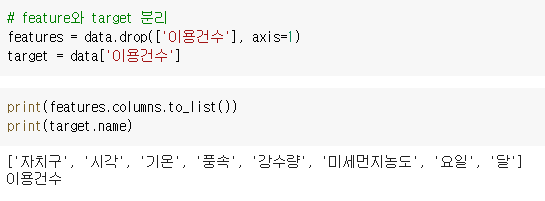 # feature와 target 분리
features = data.drop(['이용건수'], axis=1)
target = data['이용건수']
print(features.columns.to_list())
print(target.name)
['자치구', '시각', '기온', '풍속', '강수량', '미세먼지농도', '요일', '달']
이용건수